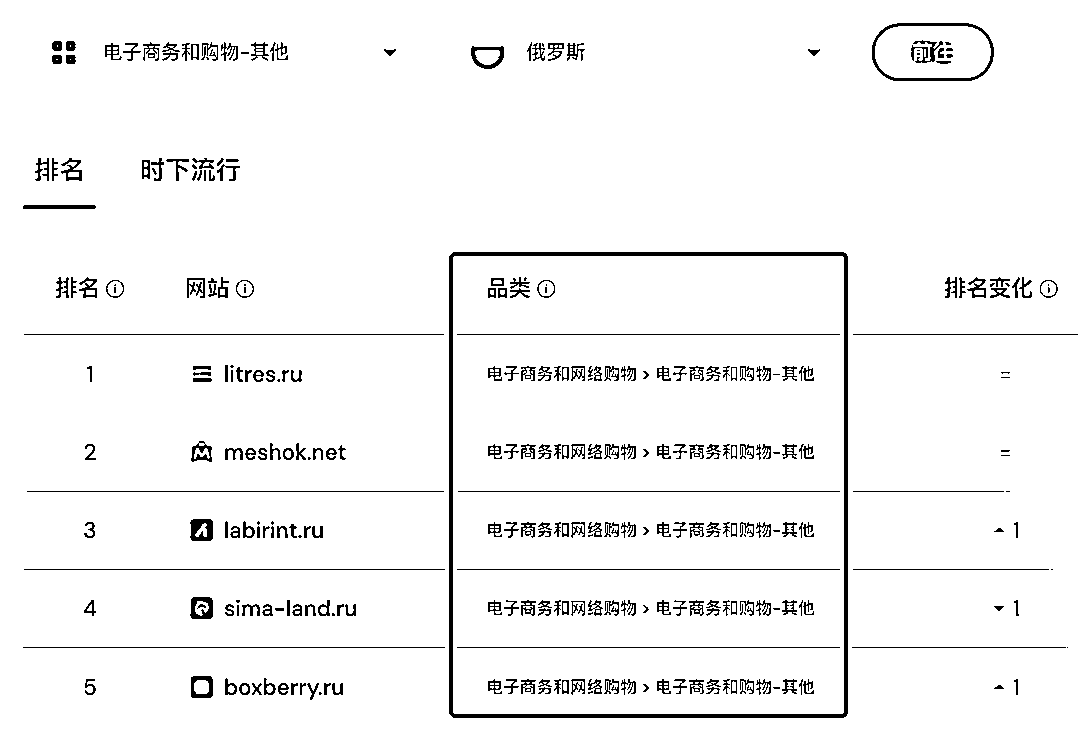 电子商务和购物-其他 俄罗斯 前往
排名 时下流行
排名 网站 品类 排名变化
1 litres.ru 电子商务和网络购物 > 电子商务和购物-其他 =
2 meshok.net 电子商务和网络购物 > 电子商务和购物-其他 =
3 labirint.ru 电子商务和网络购物 > 电子商务和购物-其他 1
4 sima-land.ru 电子商务和网络购物 > 电子商务和购物-其他 1
5 boxberry.ru 电子商务和网络购物 > 电子商务和购物-其他 1